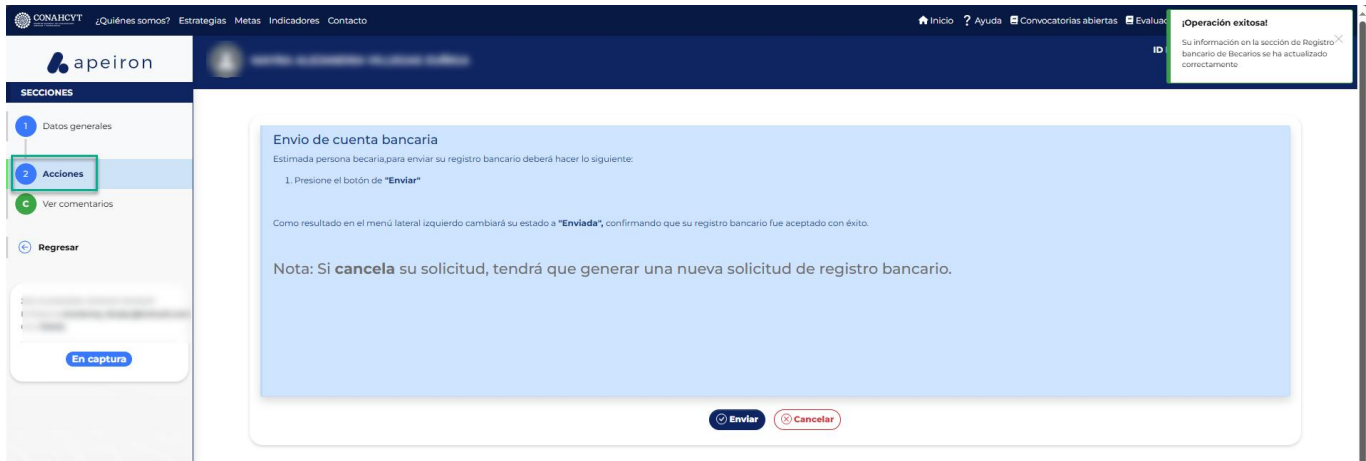 CONAHCYT ¿Quiénes somos? Estrategias Metas Indicadores Contacto
Inicio ? Ayuda Convocatorias abiertas Evaluac
¡Operación exitosa!
Su información en la sección de Registro
bancario de Becarios se ha actualizado
correctamente
apeiron
ID
SECCIONES
1 Datos generales
2 Acciones
C Ver comentarios
Regresar
En captura
Envio de cuenta bancaria
Estimada persona becaria,para enviar su registro bancario deberá hacer lo siguiente:
1. Presione el botón de "Enviar"
Como resultado en el menú lateral izquierdo cambiará su estado a "Enviada", confirmando que su registro bancario fue aceptado con éxito.
Nota: Si cancela su solicitud, tendrá que generar una nueva solicitud de registro bancario.
Enviar Cancelar